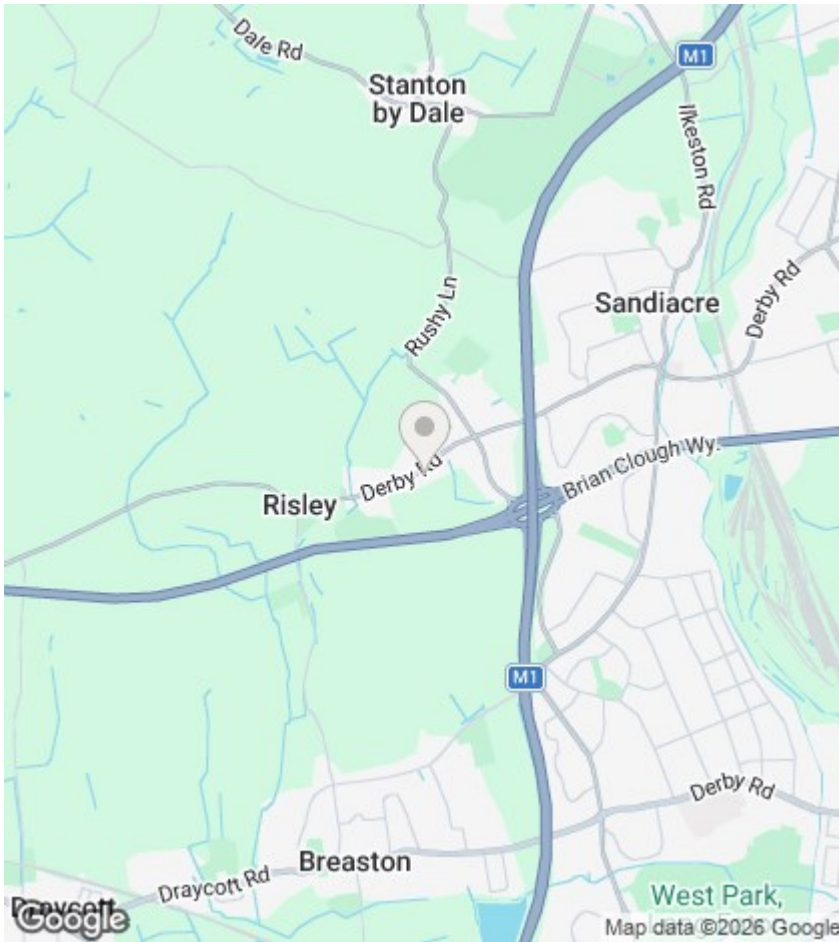 M1
Dale Rd
Stanton
by Dale
Ilkeston Rd
Rushy Ln
Sandiacre
Derby Rd
Derby Rd
Brian Clough Wy.
Risley
M1
Derby Rd
Breaston
Draycott Rd
Draycott
West Park,
Google
Map data ©2026 Google